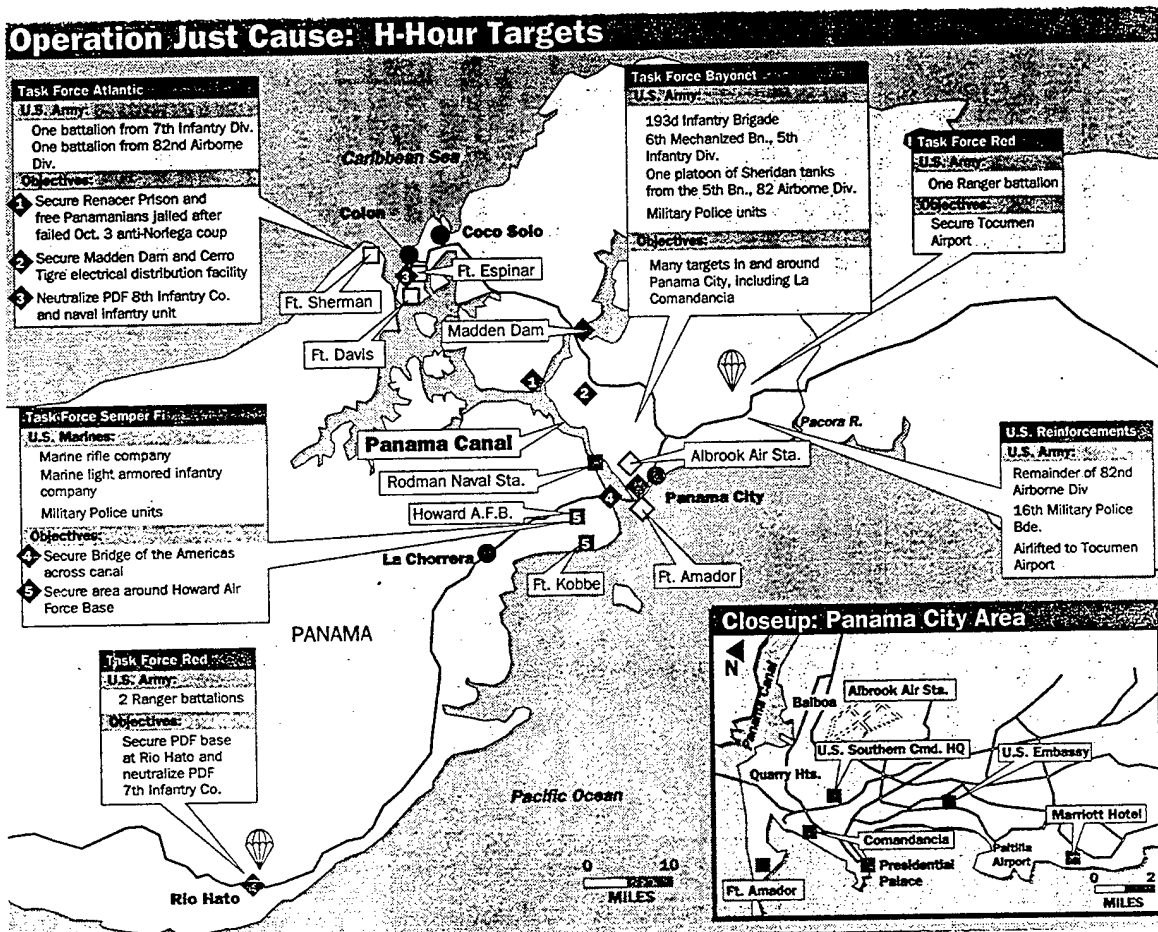 Operation Just Cause: H-Hour Targets
Task Force Atlantic
U.S. Army:
One battalion from 7th Infantry Div.
One battalion from 82nd Airborne
Div.
Objectives:
1 Secure Renacer Prison and
free Panamanians jailed after
failed Oct. 3 anti-Noriega coup
2 Secure Madden Dam and Cerro
Tigre electrical distribution facility
3 Neutralize PDF 8th Infantry Co.
and naval infantry unit
Task Force Bayonet
U.S. Army:
193d Infantry Brigade
6th Mechanized Bn., 5th
Infantry Div.
One platoon of Sheridan tanks
from the 5th Bn., 82 Airborne Div.
Military Police units
Objectives:
Many targets in and around
Panama City, including La
Comandancia
Task Force Red
U.S. Army:
One Ranger battalion
Objectives:
Secure Tocumen
Airport
Caribbean Sea
Colon
Coco Solo
3
Ft. Espinar
Ft. Sherman
Ft. Davis
Madden Dam
1
2
Task Force Semper Fi
U.S. Marines:
Marine rifle company
Marine light armored infantry
company
Military Police units
Objectives:
4 Secure Bridge of the Americas
across canal
5 Secure area around Howard Air
Force Base
Panama Canal
Rodman Naval Sta.
Howard A.F.B.
La Chorrera
4
5
5
Ft. Kobbe
Albrook Air Sta.
Panama City
Ft. Amador
Pacora R.
U.S. Reinforcements
U.S. Army:
Remainder of 82nd
Airborne Div
16th Military Police
Bde.
Airlifted to Tocumen
Airport
PANAMA
Task Force Red
U.S. Army:
2 Ranger battalions
Objectives:
Secure PDF base
at Rio Hato and
neutralize PDF
7th Infantry Co.
Rio Hato
Pacific Ocean
0 10
MILES
Closeup: Panama City Area
N
Panama Canal
Balboa
Albrook Air Sta.
U.S. Southern Cmd. HQ
U.S. Embassy
Quarry Hts.
Marriott Hotel
Comandancia
Paitilla
Airport
Presidential
Palace
Ft. Amador
0 2
MILES